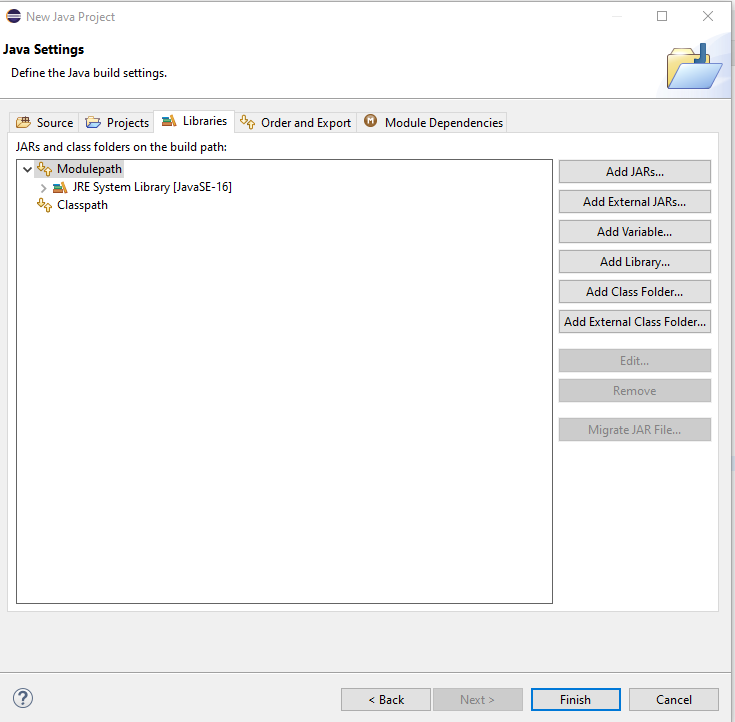 New Java Project
Java Settings
Define the Java build settings.
Source Projects Libraries Order and Export Module Dependencies
JARs and class folders on the build path:
Modulepath
JRE System Library [JavaSE-16]
Classpath
Add JARs...
Add External JARs...
Add Variable...
Add Library...
Add Class Folder...
Add External Class Folder...
Edit...
Remove
Migrate JAR File...
< Back Next > Finish Cancel